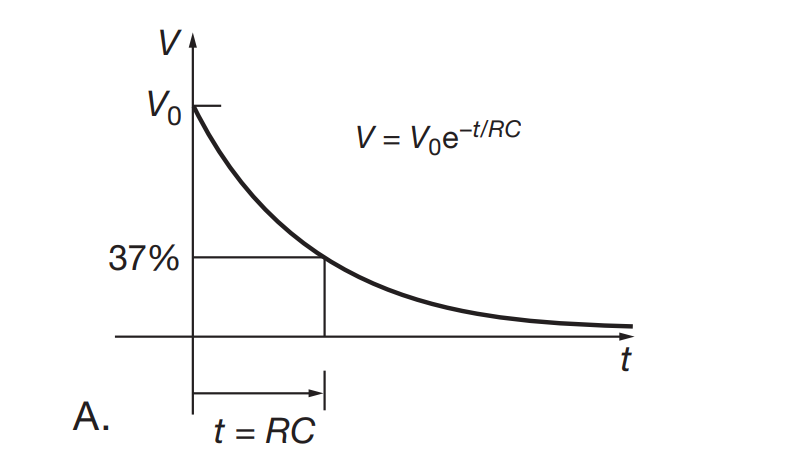 V
V₀
V = V₀e^–t/RC
37%
t
A.
t = RC